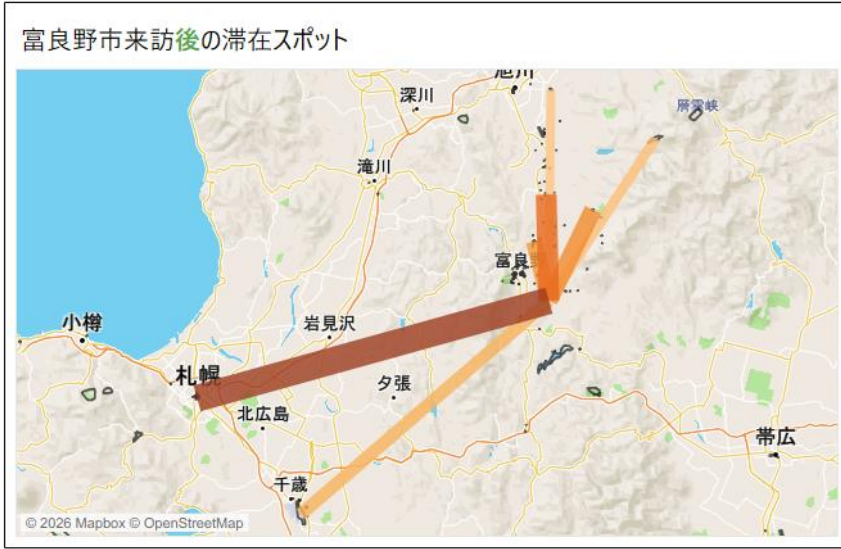 富良野市来訪後の滞在スポット
旭川
深川
層雲峡
滝川
富良野
小樽
岩見沢
札幌
夕張
北広島
帯広
千歳
© 2026 Mapbox © OpenStreetMap